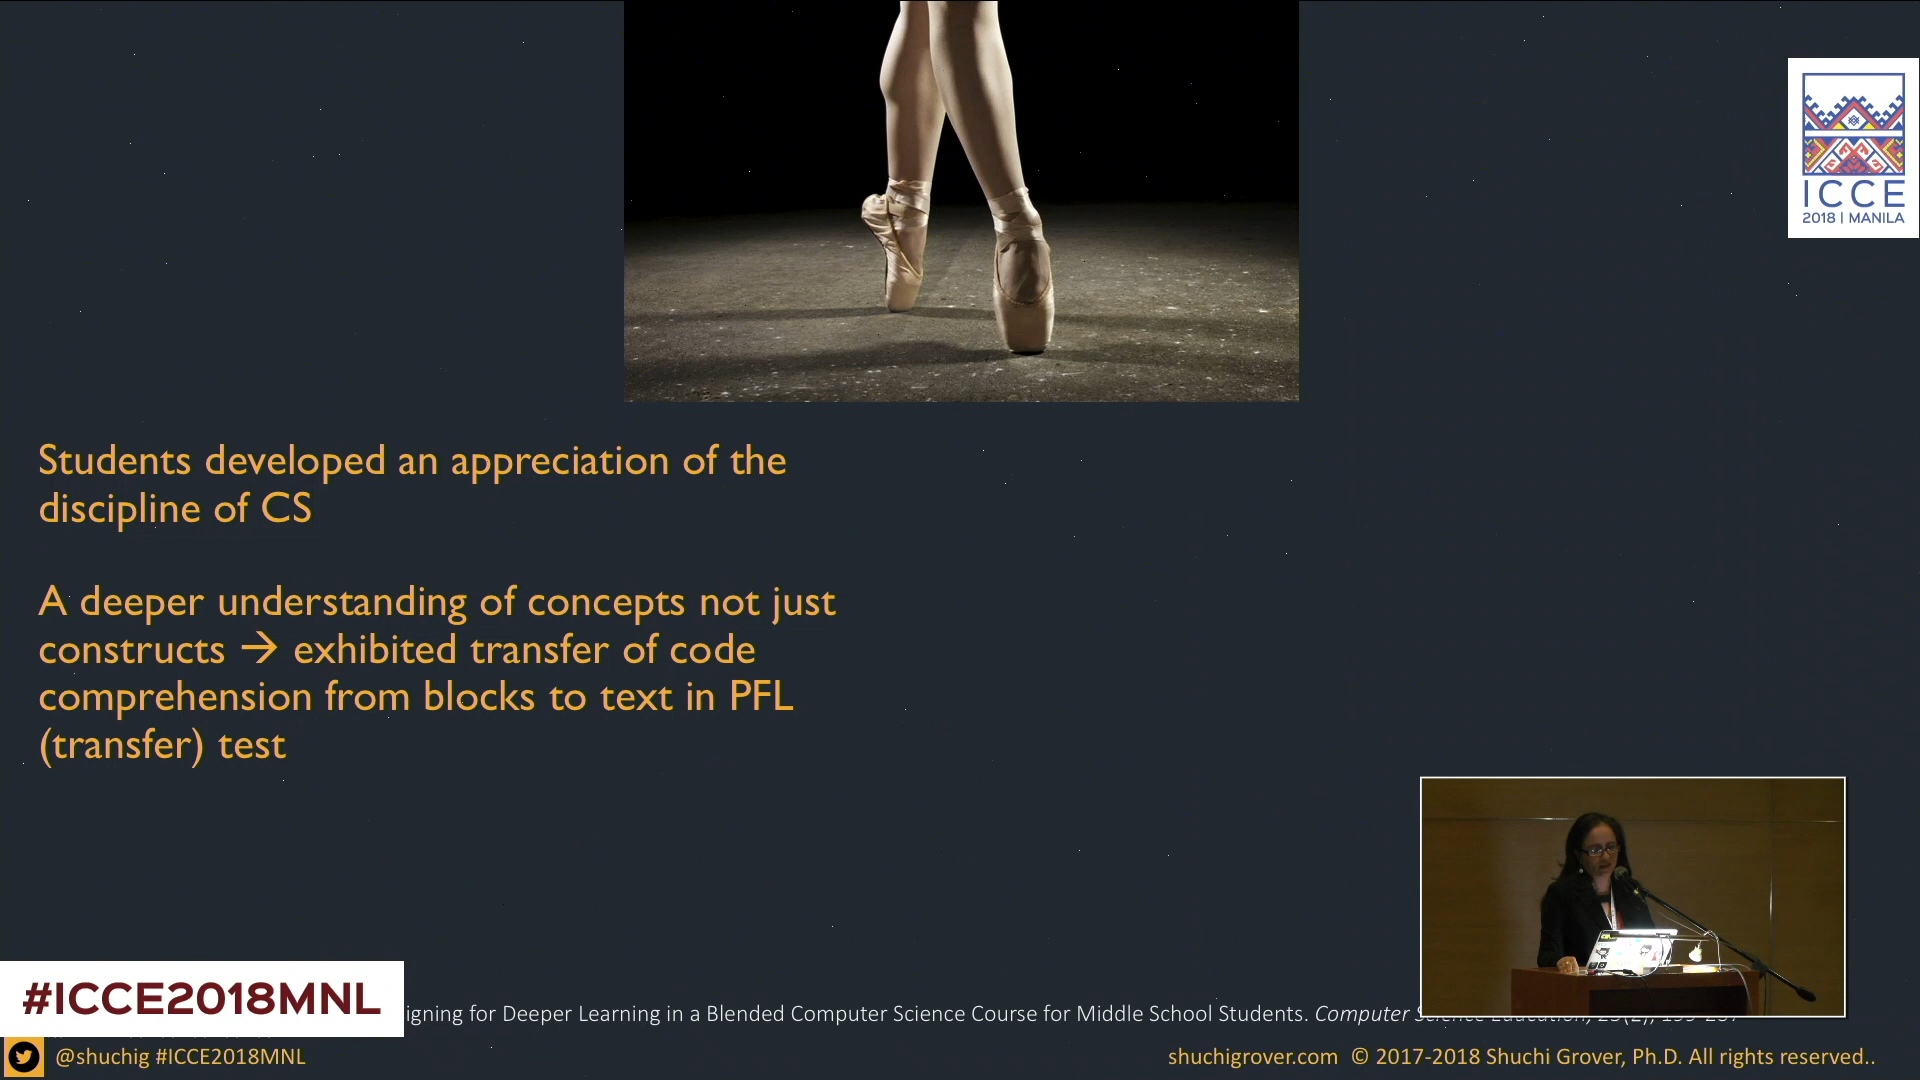 ICCE
2018 | MANILA
Students developed an appreciation of the
discipline of CS
A deeper understanding of concepts not just
constructs → exhibited transfer of code
comprehension from blocks to text in PFL
(transfer) test
#ICCE2018MNL
igning for Deeper Learning in a Blended Computer Science Course for Middle School Students. Computer Science Education,
@shuchig #ICCE2018MNL
shuchigrover.com © 2017-2018 Shuchi Grover, Ph.D. All rights reserved..